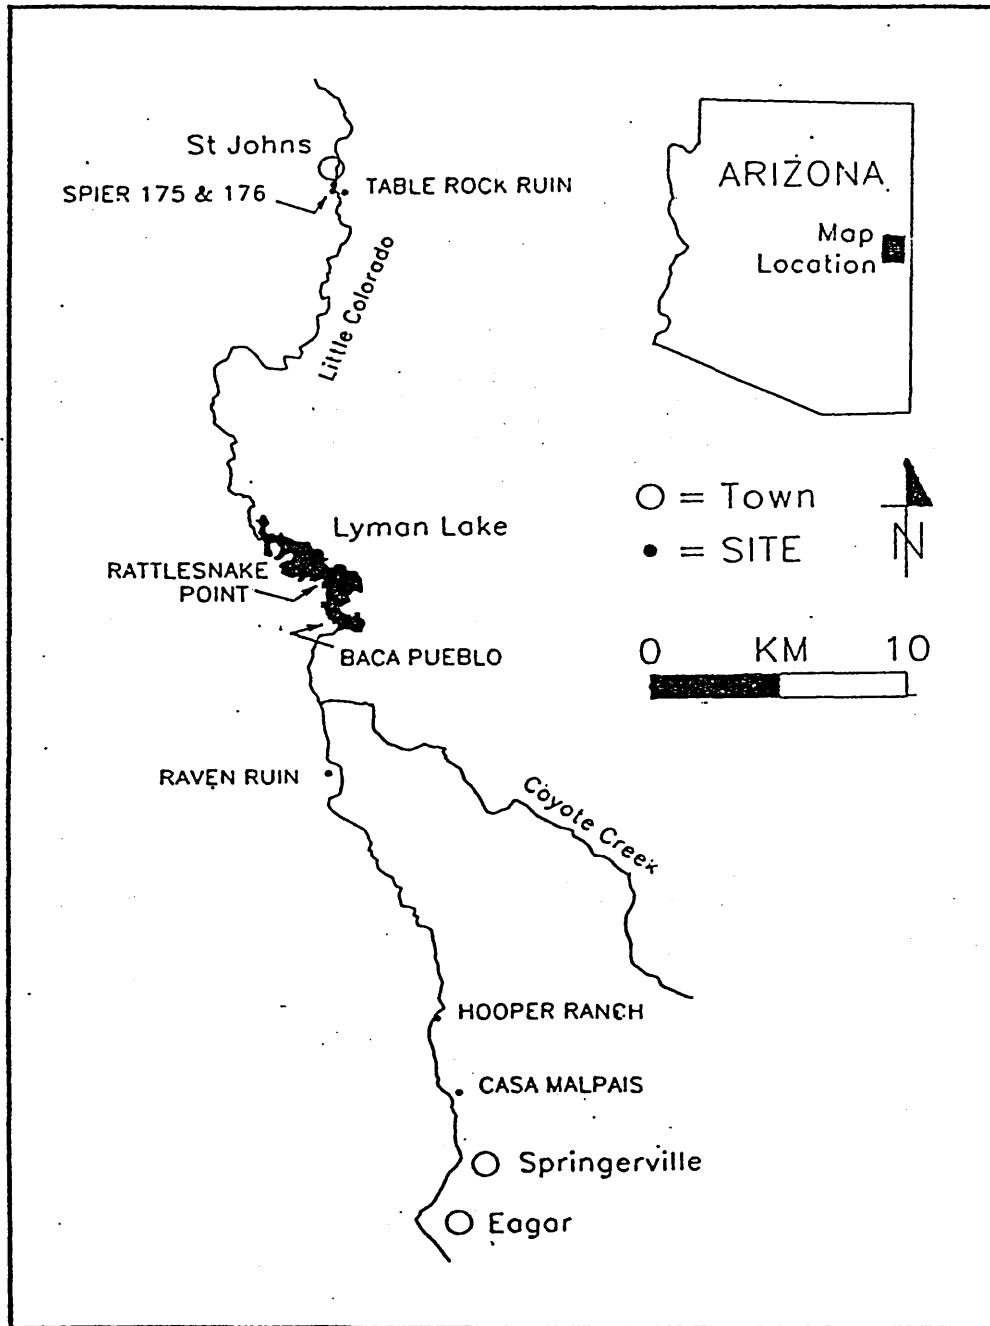 St Johns
SPIER 175 & 176
TABLE ROCK RUIN
Little Colorado
ARIZONA
Map
Location
Lyman Lake
RATTLESNAKE
POINT
BACA PUEBLO
O = Town
• = SITE
N
0 KM 10
RAVEN RUIN
Coyote Creek
HOOPER RANCH
CASA MALPAIS
Springerville
Eagar